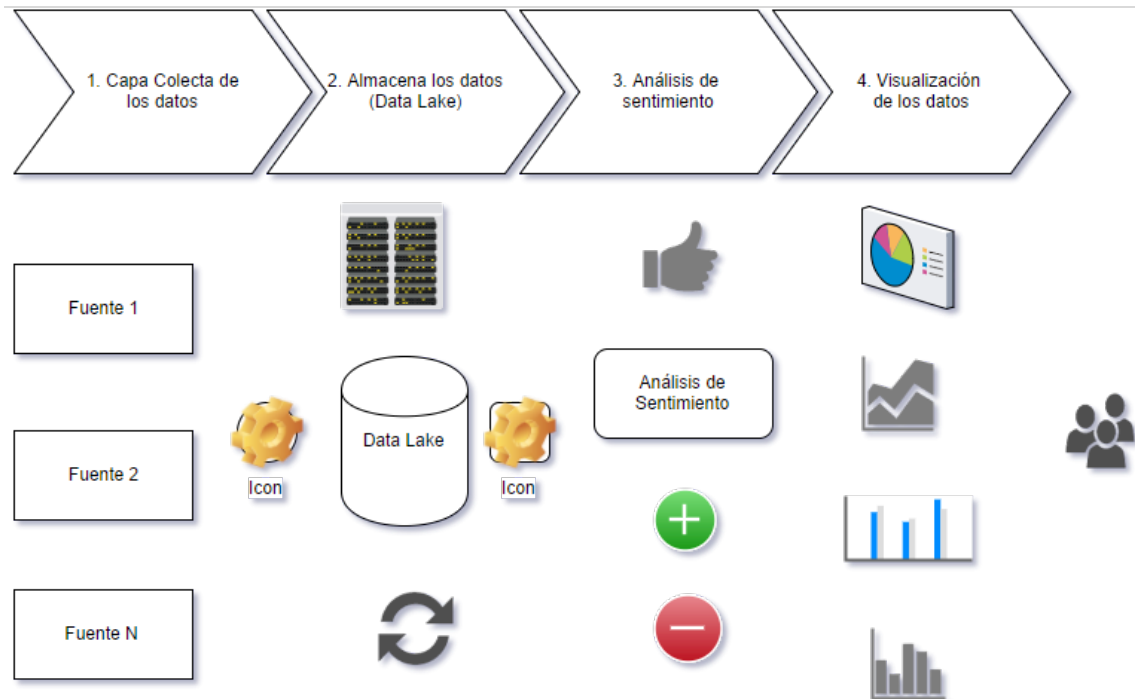 1. Capa Colecta de
los datos
2. Almacena los datos
(Data Lake)
3. Análisis de
sentimiento
4. Visualización
de los datos
Fuente 1
Análisis de
Sentimiento
Data Lake
Fuente 2
Icon
Icon
Fuente N